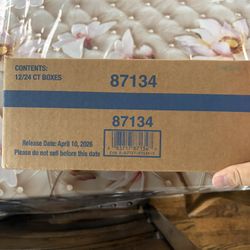 CONTENTS:
12/24 CT BOXES
87134
87134
Release Date: April 10, 2026
Please do not sell before this date